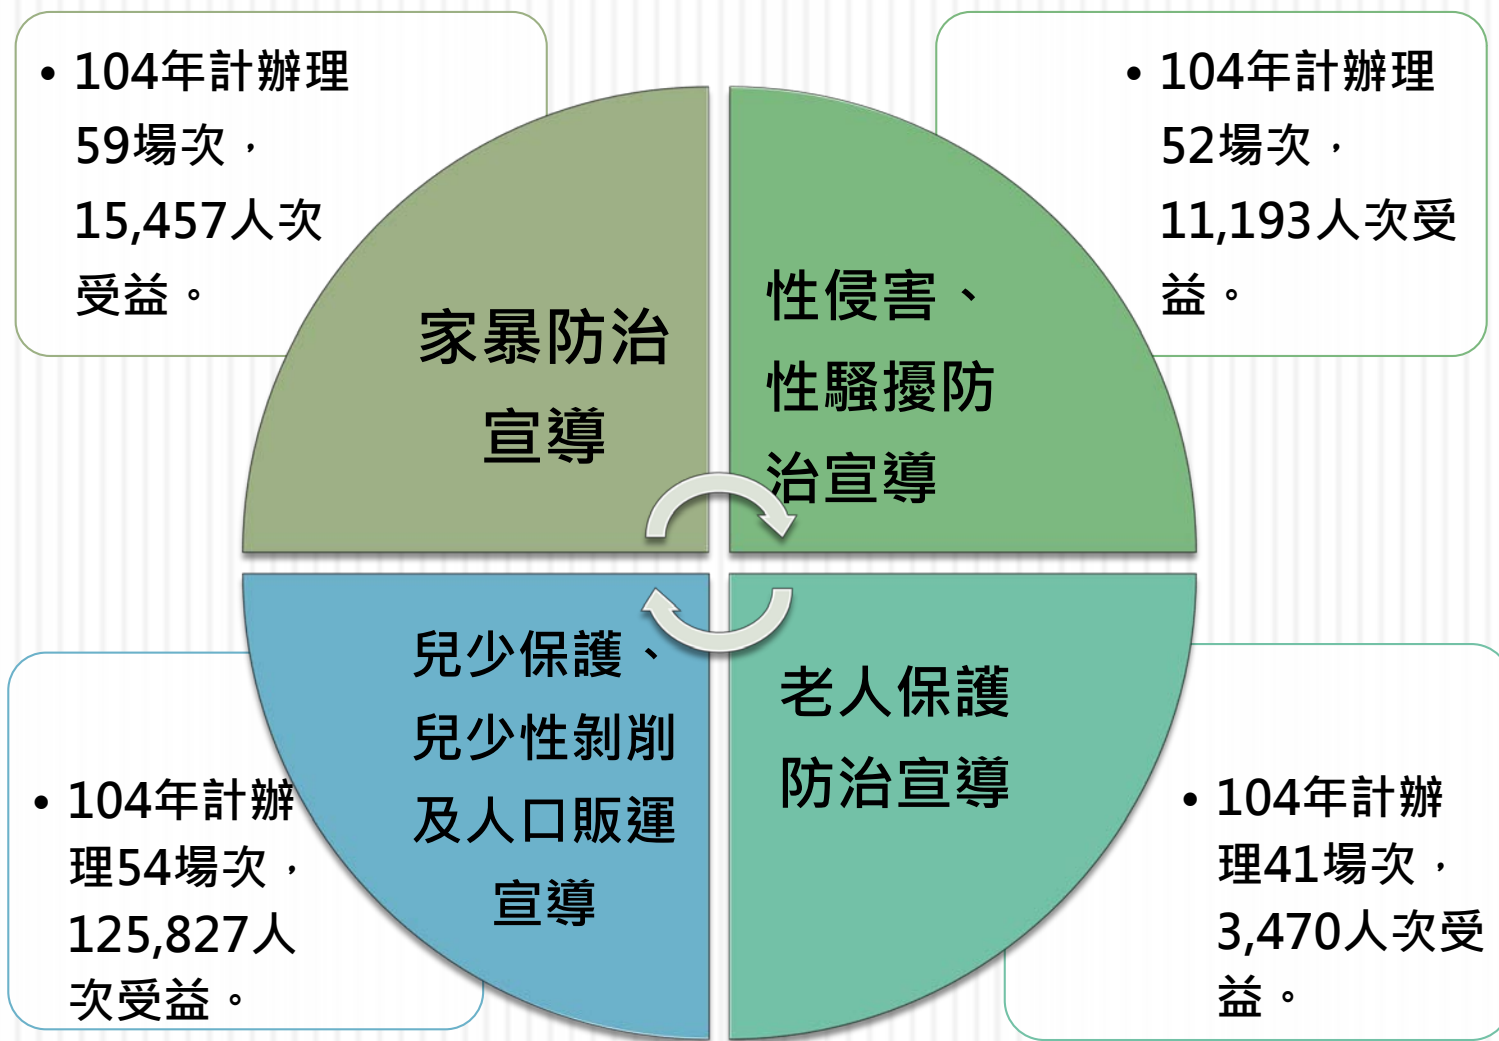 • 104年計辦理
59場次，
15,457人次
受益。
家暴防治
宣導
• 104年計辦理
52場次，
11,193人次受
益。
性侵害、
性騷擾防
治宣導
兒少保護、
兒少性剝削
及人口販運
宣導
• 104年計辦
理54場次，
125,827人
次受益。
老人保護
防治宣導
• 104年計辦
理41場次，
3,470人次受
益。